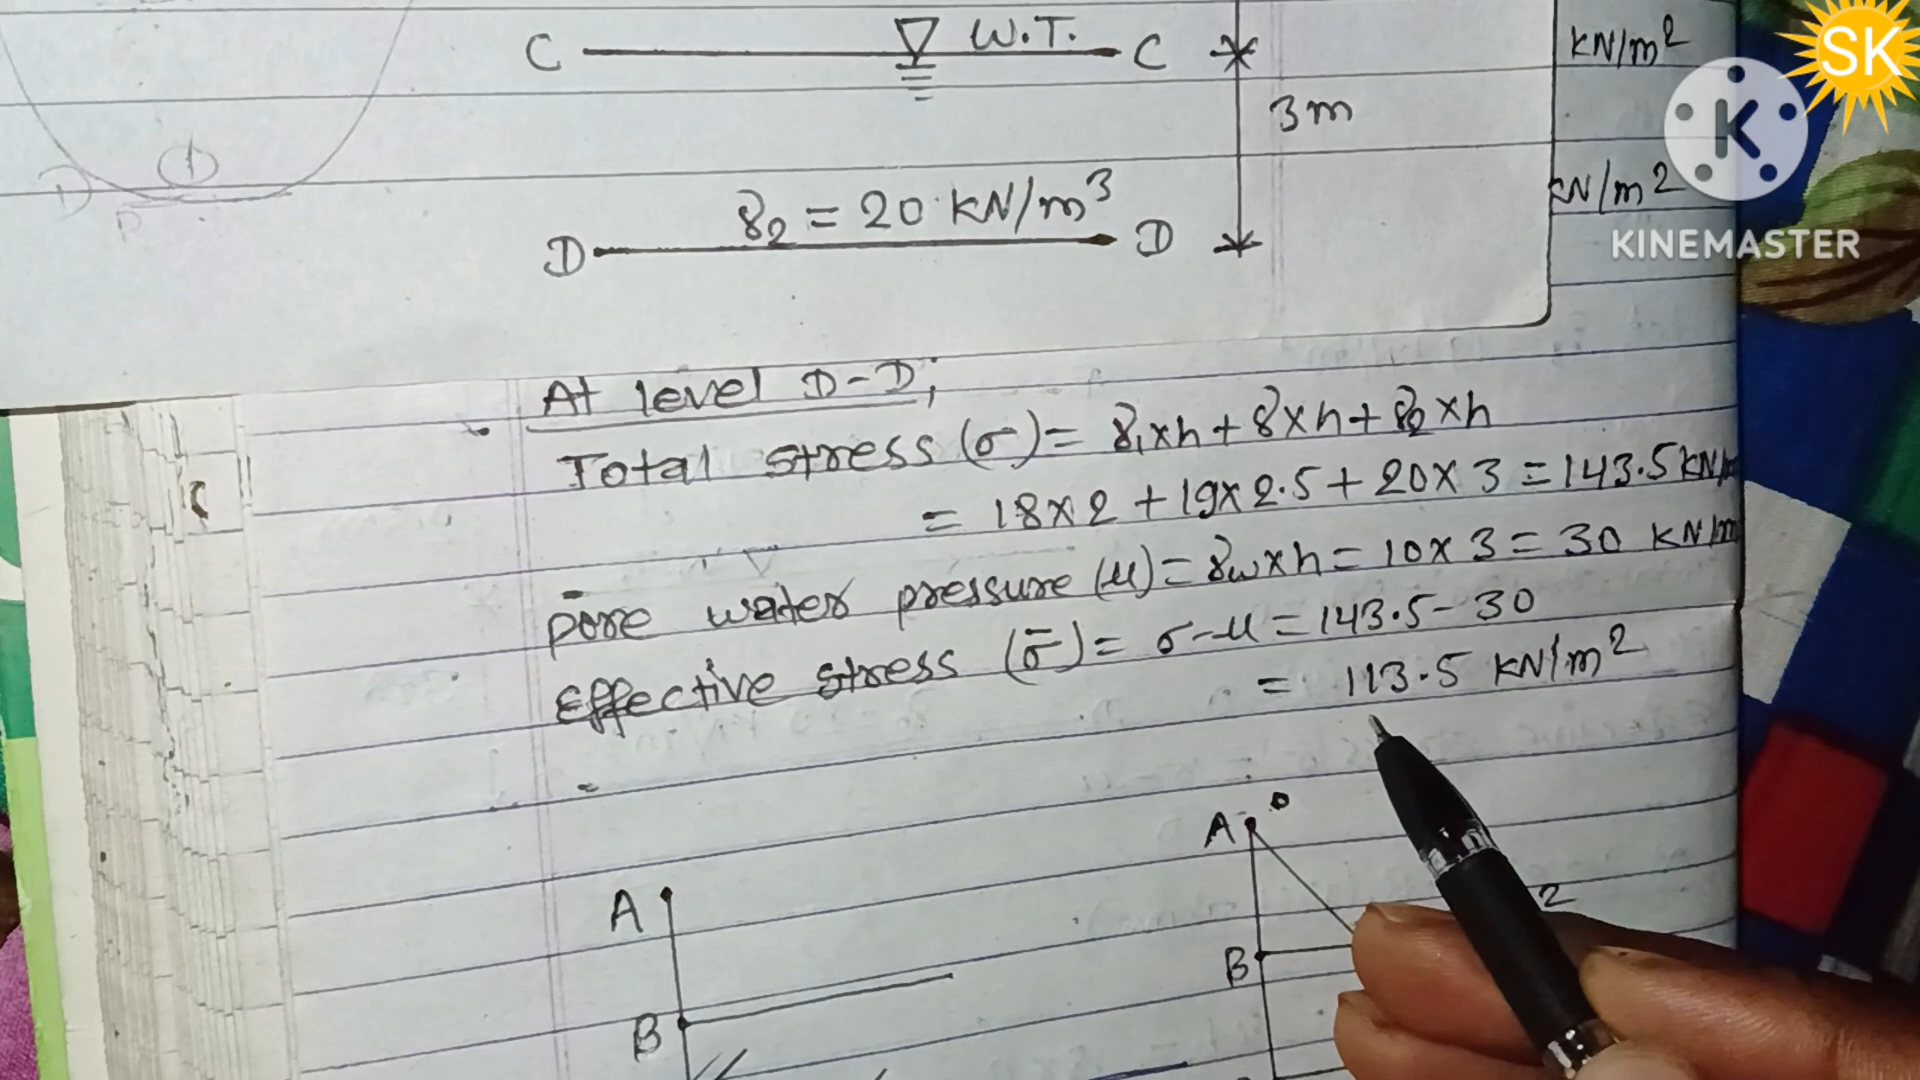 C W.T. C
KN/m²
SK
K
3m
KINEMASTER
KN/m²
γ₂ = 20 KN/m³
D D
D
At level D-D;
Total stress (σ) = γ₁×h + γ×h + γ₂×h
= 18×2 + 19×2.5 + 20×3 = 143.5 KN/m
pore water pressure (u) = γw×h = 10×3 = 30 KN/m
Effective stress (σ̄) = σ-u = 143.5 - 30
= 113.5 KN/m²
A 0
A
2
B
B